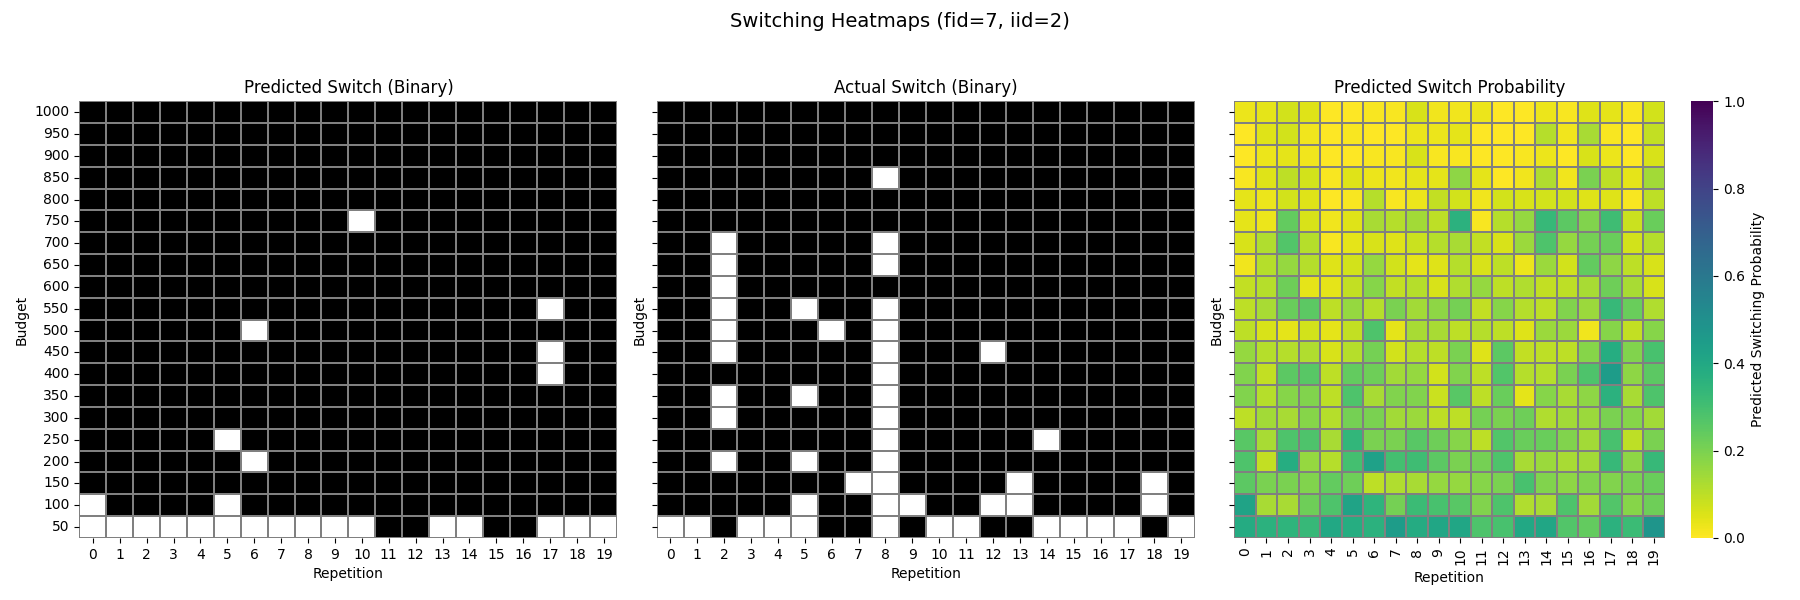 Switching Heatmaps (fid=7, iid=2)
Predicted Switch (Binary)
Budget
1000
950
900
850
800
750
700
650
600
550
500
450
400
350
300
250
200
150
100
50
0 1 2 3 4 5 6 7 8 9 10 11 12 13 14 15 16 17 18 19
Repetition
Actual Switch (Binary)
Budget
0 1 2 3 4 5 6 7 8 9 10 11 12 13 14 15 16 17 18 19
Repetition
Predicted Switch Probability
Budget
0 1 2 3 4 5 6 7 8 9 10 11 12 13 14 15 16 17 18 19
Repetition
1.0
0.8
0.6
0.4
0.2
0.0
Predicted Switching Probability